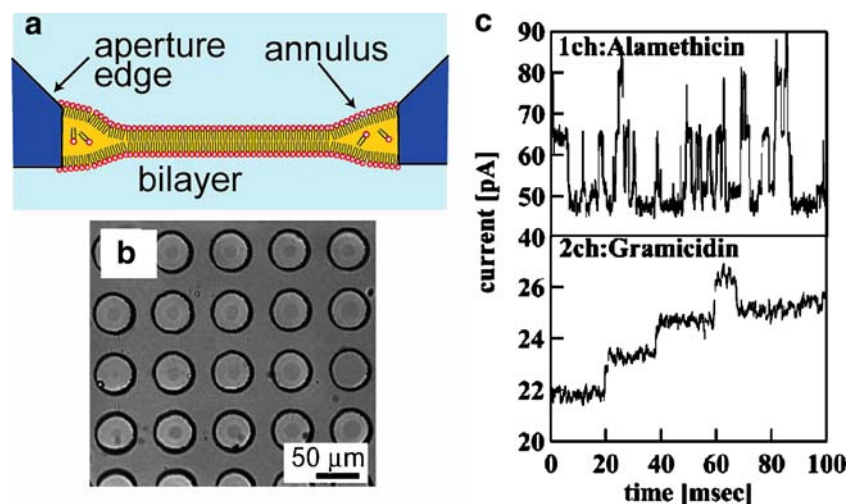 a
aperture
edge
annulus
bilayer
b
50 μm
c
1ch:Alamethicin
90
80
70
60
50
40
2ch:Gramicidin
26
24
22
20
current [pA]
0 20 40 60 80 100
time [msec]